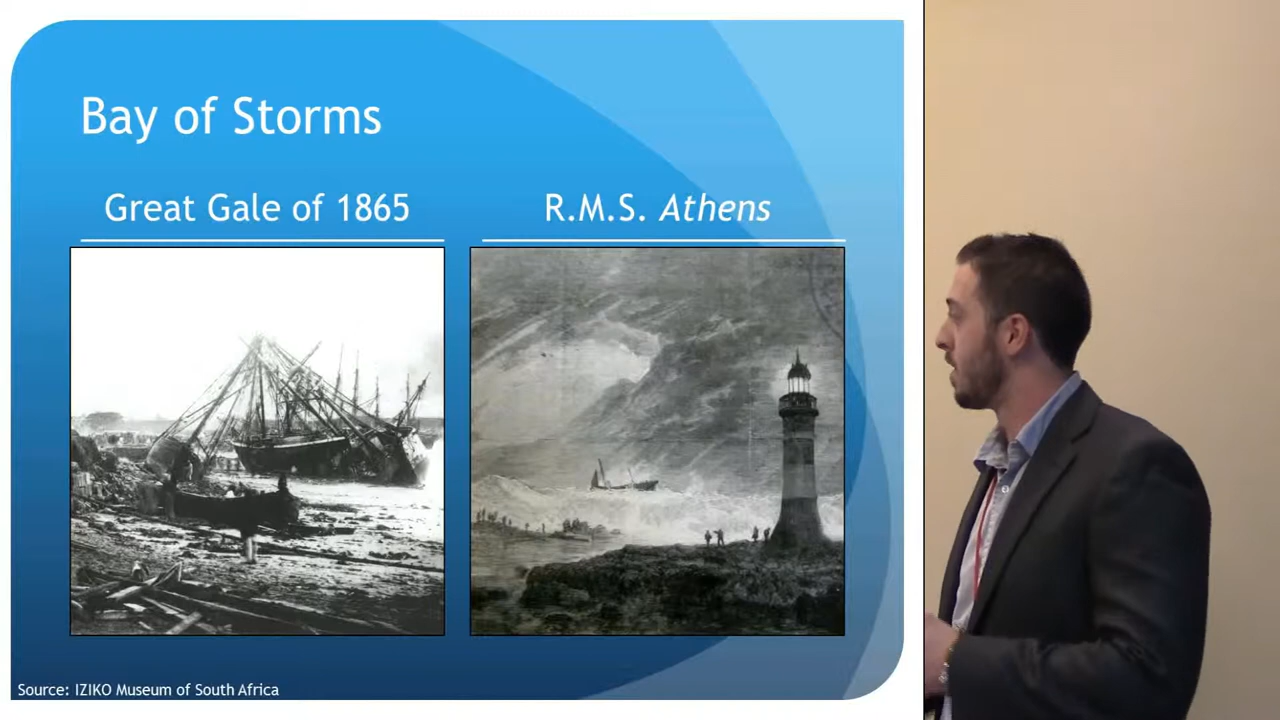 Bay of Storms
Great Gale of 1865
R.M.S. Athens
Source: IZIKO Museum of South Africa